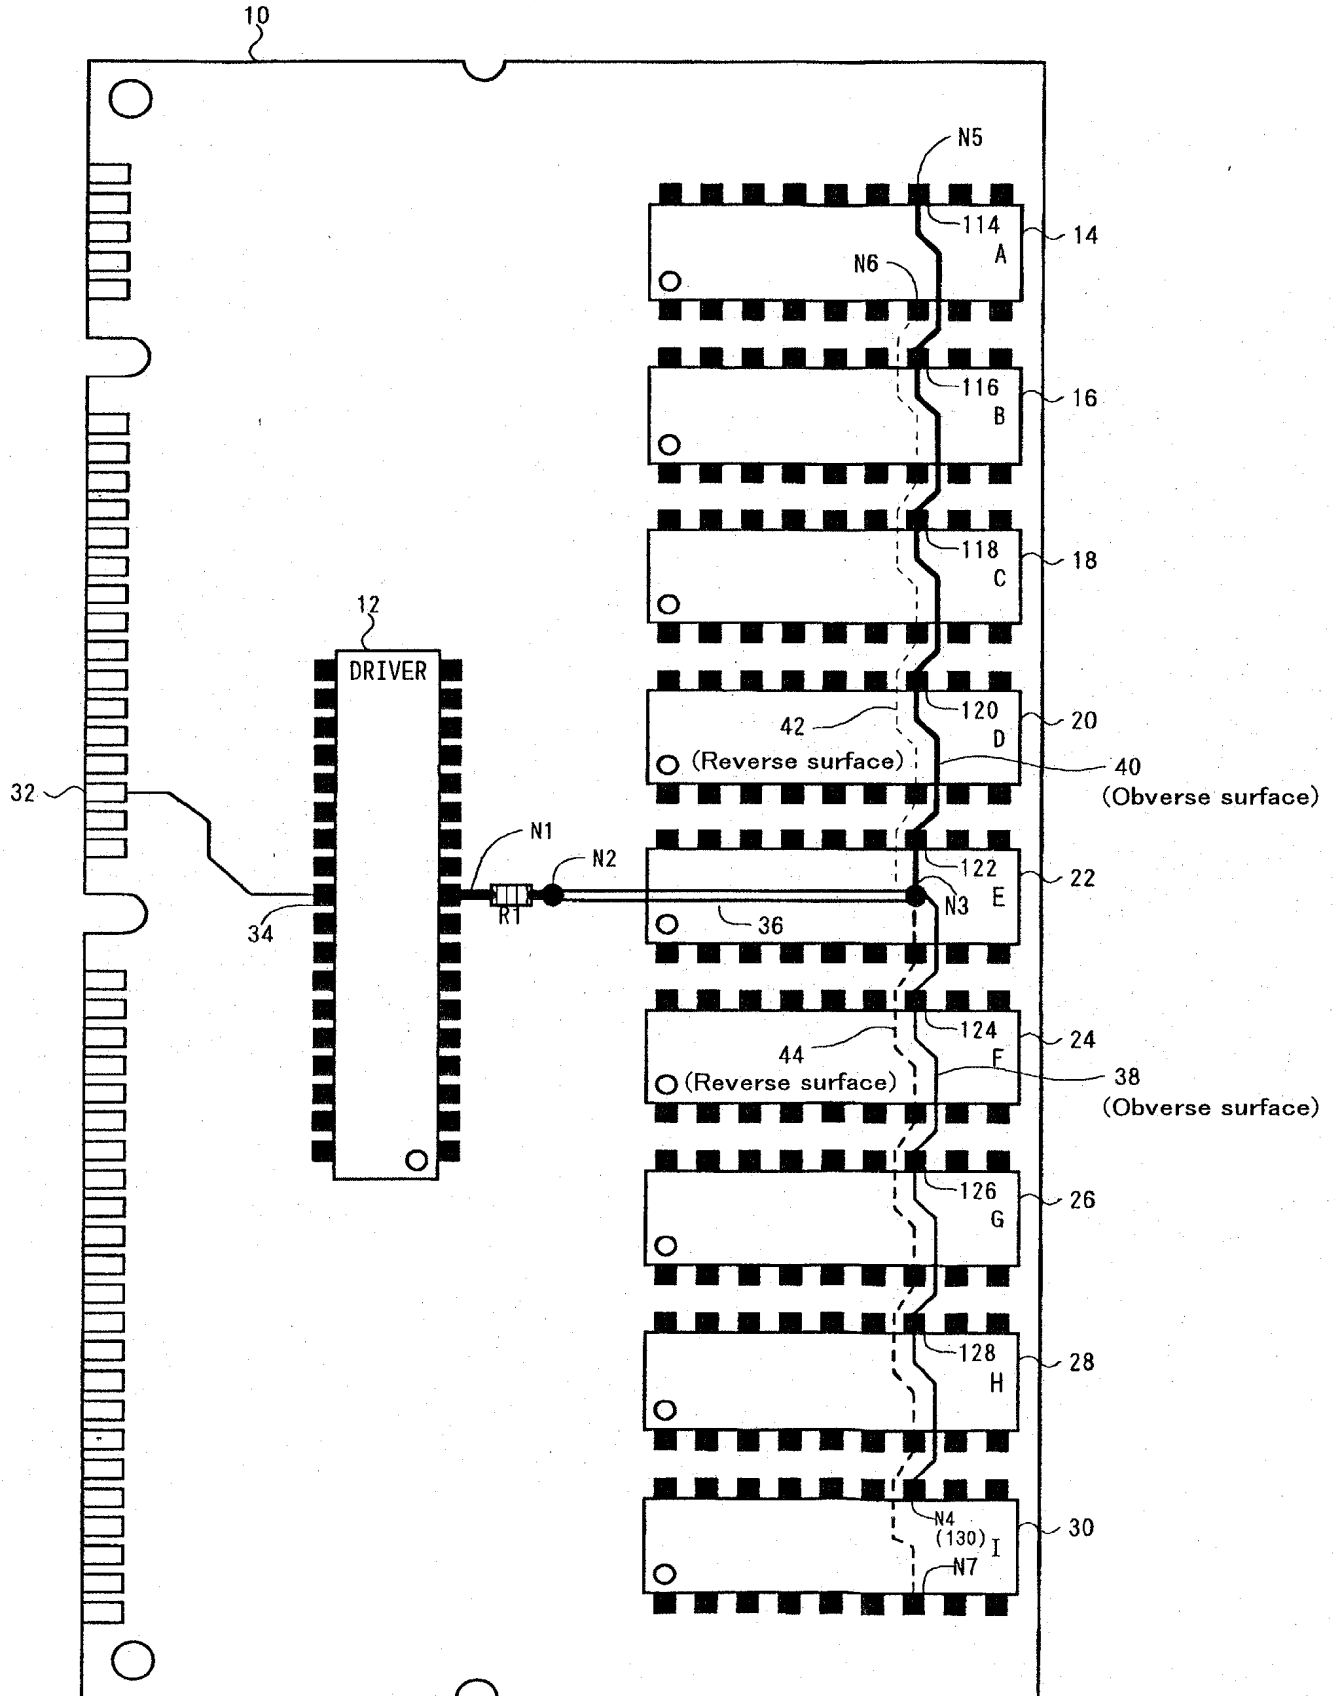 10
N5
114
14
A
N6
116
16
B
118
18
C
12
DRIVER
120
20
42
D
(Reverse surface)
40
32
(Obverse surface)
N1
N2
122
22
E
N3
R1
34
36
124
24
44
F
(Reverse surface)
38
(Obverse surface)
126
26
G
128
28
H
N4
(130)
30
I
N7